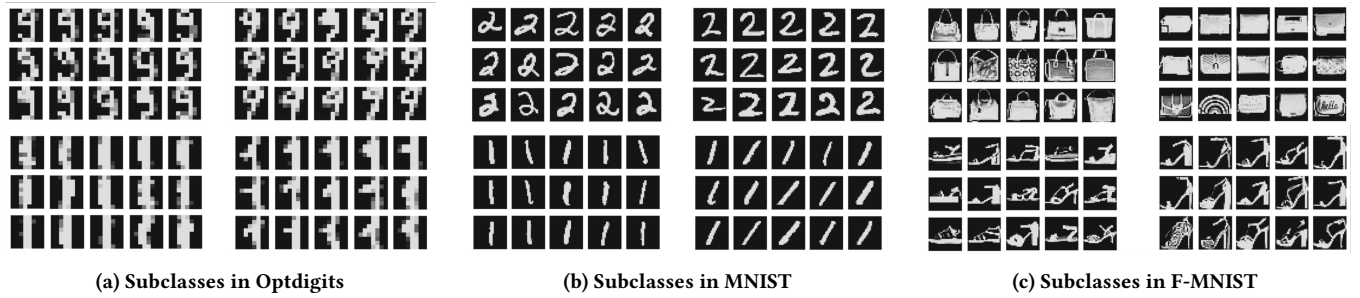 (a) Subclasses in Optdigits
(b) Subclasses in MNIST
(c) Subclasses in F-MNIST